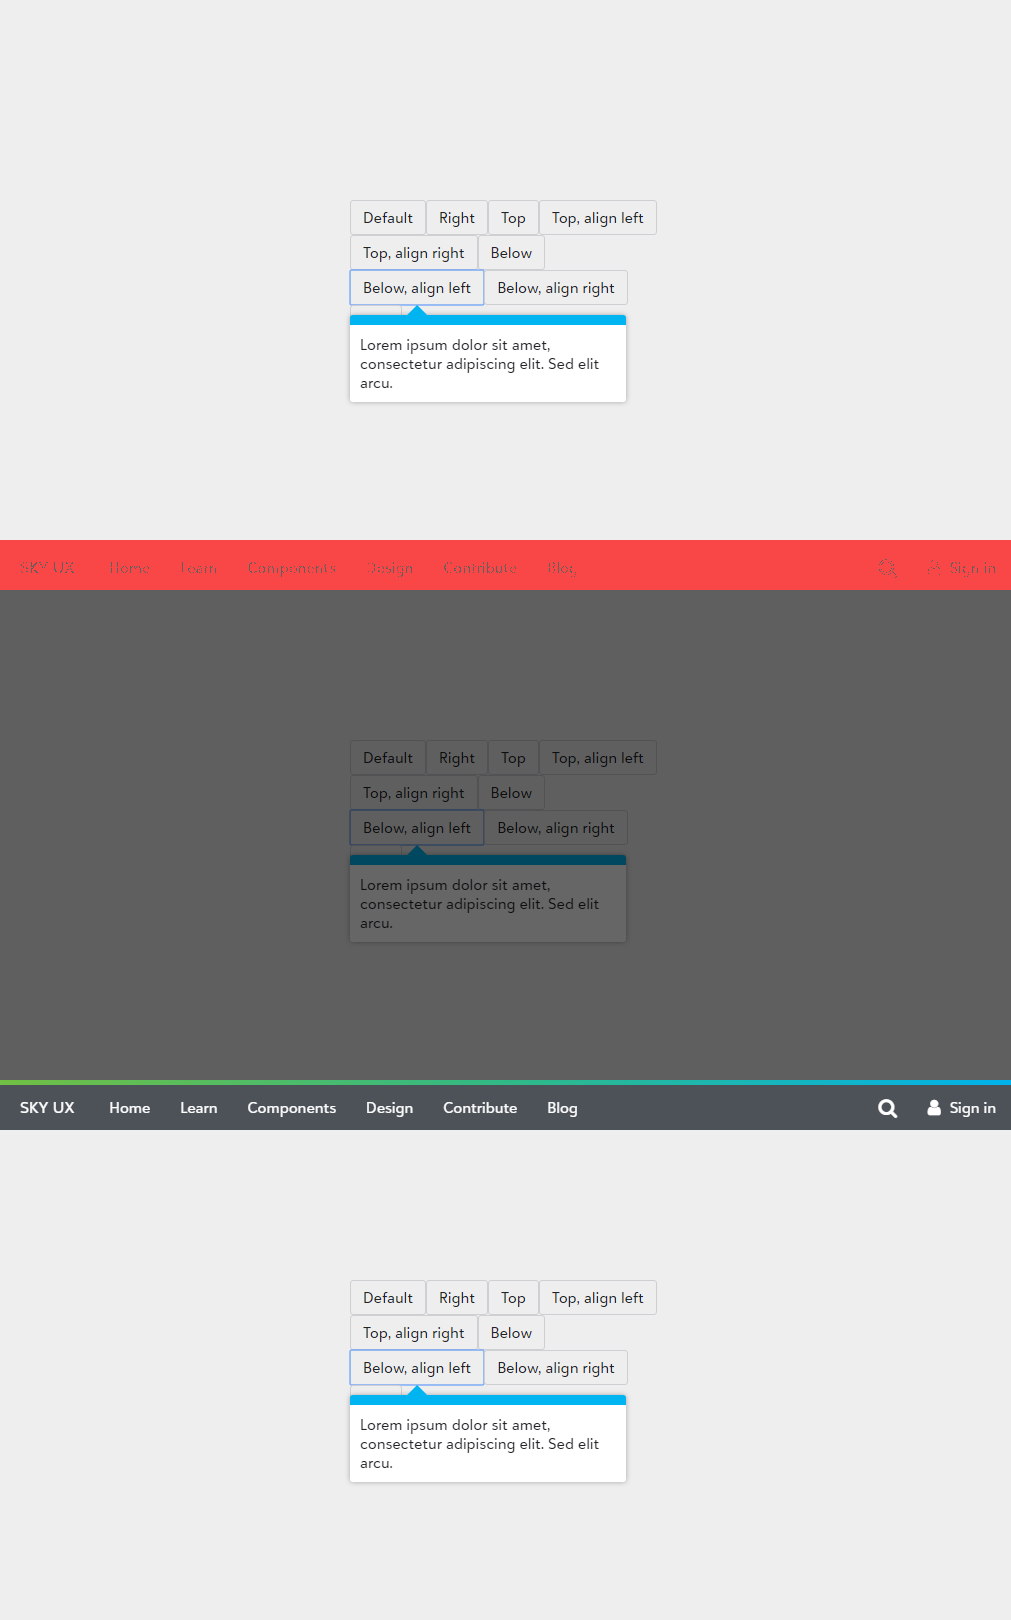 Default Right Top Top, align left
Top, align right Below
Below, align left Below, align right
Lorem ipsum dolor sit amet,
consectetur adipiscing elit. Sed elit
arcu.
SKY UX Home Learn Components Design Contribute Blog Sign in
Default Right Top Top, align left
Top, align right Below
Below, align left Below, align right
Lorem ipsum dolor sit amet,
consectetur adipiscing elit. Sed elit
arcu.
SKY UX Home Learn Components Design Contribute Blog Sign in
Default Right Top Top, align left
Top, align right Below
Below, align left Below, align right
Lorem ipsum dolor sit amet,
consectetur adipiscing elit. Sed elit
arcu.